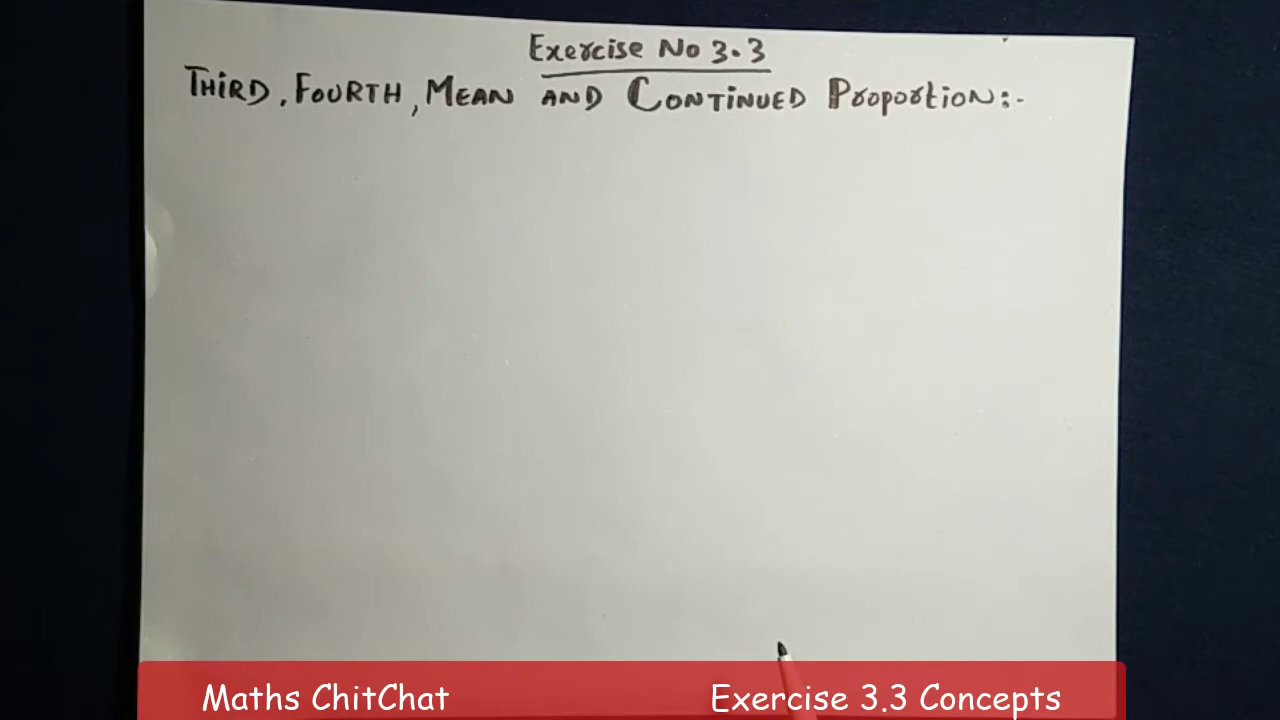 Exercise No 3.3
THiRD, FOURTH, MEAN AND CONTiNUED Proportion:-
Maths ChitChat Exercise 3.3 Concepts